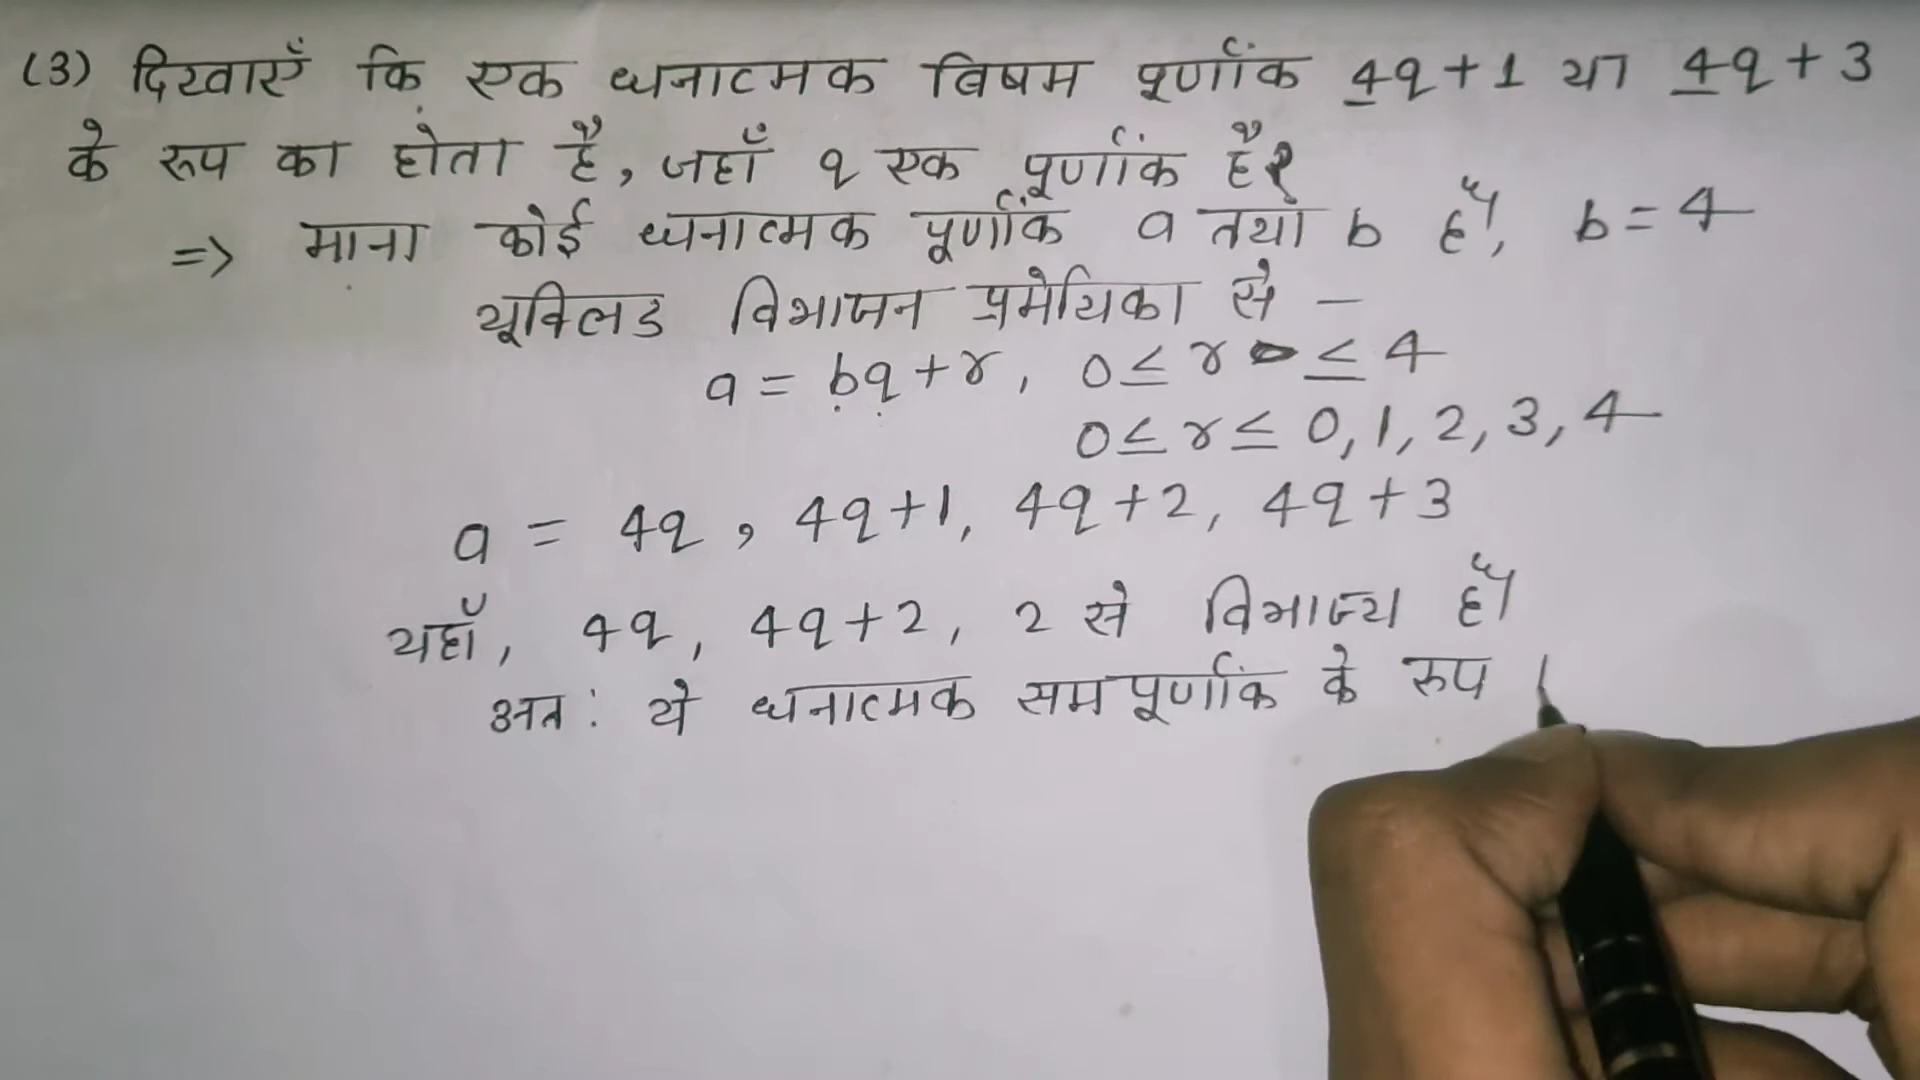 (3) दिखाएँ कि एक धनात्मक विषम पूर्णांक 4q+1 या 4q+3
के रूप का होता है, जहाँ q एक पूर्णांक है?
=> माना कोई धनात्मक पूर्णांक a तथा b हैं, b = 4
यूक्लिड विभाजन प्रमेयिका से —
a = bq+r, 0 ≤ r ≤ 4
0 ≤ r ≤ 0, 1, 2, 3, 4
a = 4q, 4q+1, 4q+2, 4q+3
यहाँ, 4q, 4q+2, 2 से विभाज्य हैं
अतः ये धनात्मक समपूर्णांक के रुप